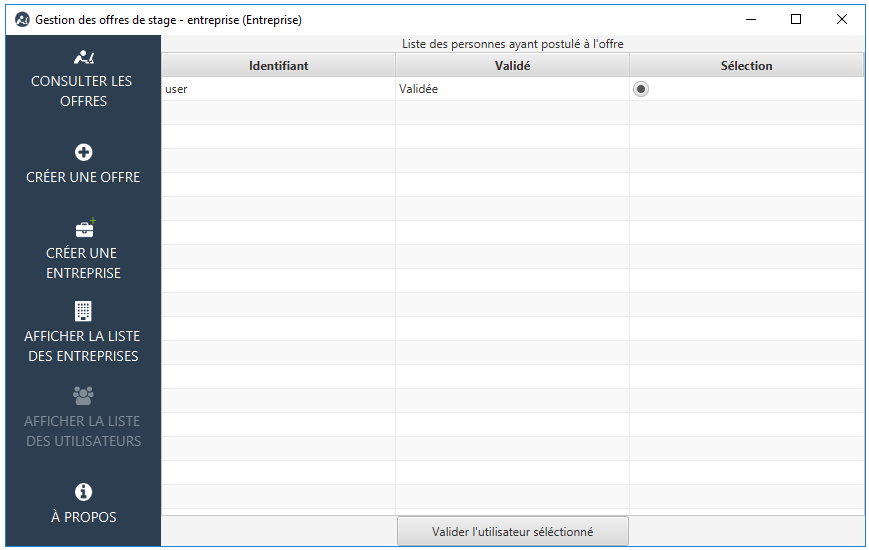 Gestion des offres de stage - entreprise (Entreprise)
CONSULTER LES
OFFRES
CRÉER UNE OFFRE
CRÉER UNE
ENTREPRISE
AFFICHER LA LISTE
DES ENTREPRISES
AFFICHER LA LISTE
DES UTILISATEURS
À PROPOS
Liste des personnes ayant postulé à l'offre
Identifiant Validé Sélection
user Validée
Valider l'utilisateur séléctionné